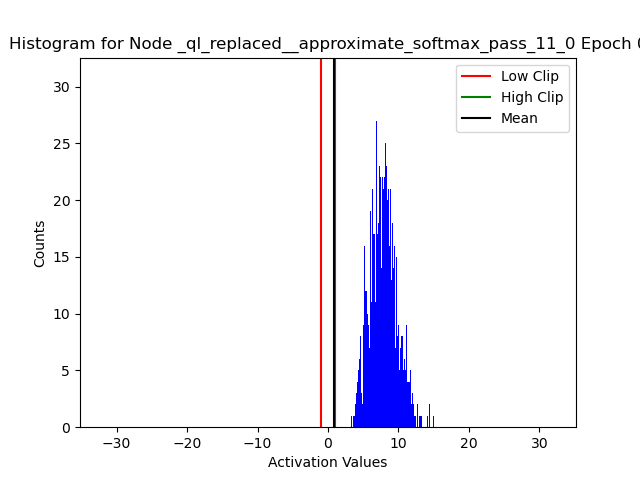 Histogram for Node _ql_replaced__approximate_softmax_pass_11_0 Epoch
Low Clip
High Clip
Mean
Counts
30
25
20
15
10
5
0
−30
−20
−10
0
10
20
30
Activation Values